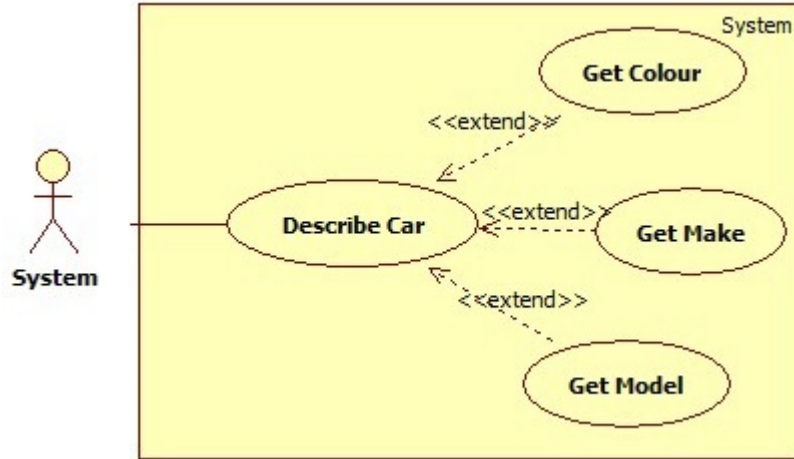 System
Get Colour
<<extend>>
Describe Car
<<extend>>
Get Make
System
<<extend>>
Get Model